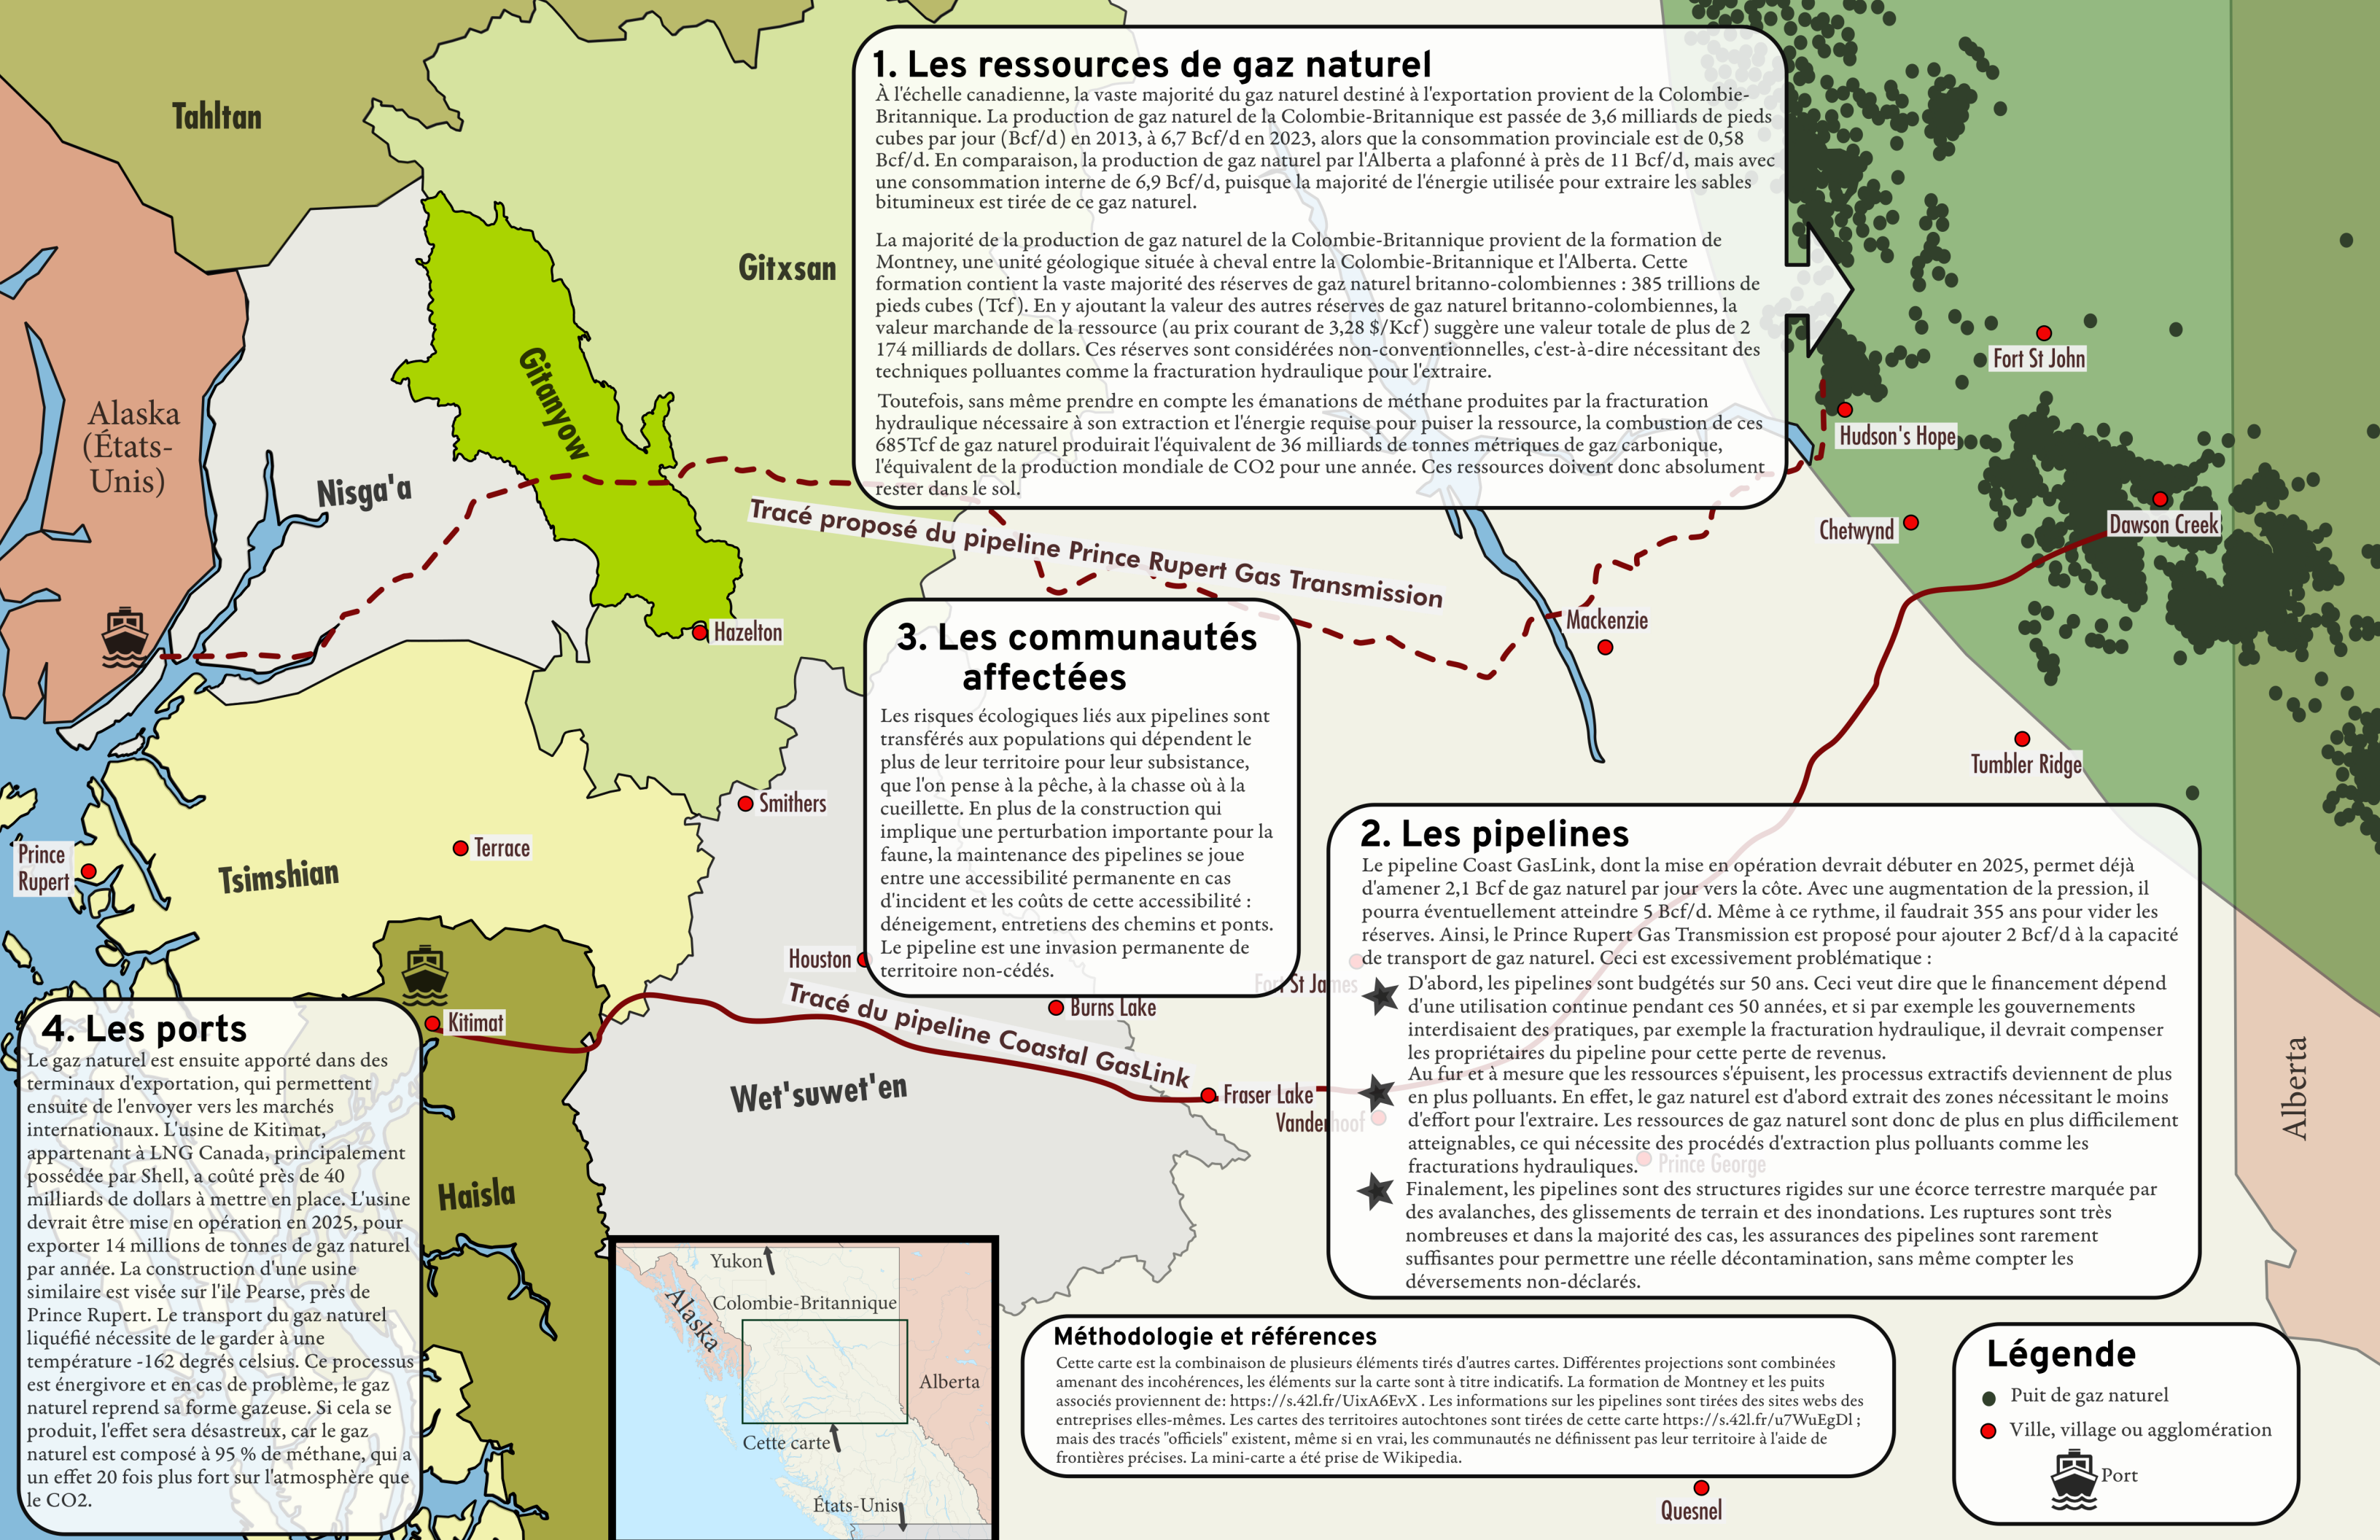 Tahltan
Gitxsan
Gitanyow
Alaska
(États-
Unis)
Nisga'a
1. Les ressources de gaz naturel
À l'échelle canadienne, la vaste majorité du gaz naturel destiné à l'exportation provient de la Colombie-
Britannique. La production de gaz naturel de la Colombie-Britannique est passée de 3,6 milliards de pieds
cubes par jour (Bcf/d) en 2013, à 6,7 Bcf/d en 2023, alors que la consommation provinciale est de 0,58
Bcf/d. En comparaison, la production de gaz naturel par l'Alberta a plafonné à près de 11 Bcf/d, mais avec
une consommation interne de 6,9 Bcf/d, puisque la majorité de l'énergie utilisée pour extraire les sables
bitumineux est tirée de ce gaz naturel.
La majorité de la production de gaz naturel de la Colombie-Britannique provient de la formation de
Montney, une unité géologique située à cheval entre la Colombie-Britannique et l'Alberta. Cette
formation contient la vaste majorité des réserves de gaz naturel britanno-colombiennes : 385 trillions de
pieds cubes (Tcf). En y ajoutant la valeur des autres réserves de gaz naturel britanno-colombiennes, la
valeur marchande de la ressource (au prix courant de 3,28 $/Kcf) suggère une valeur totale de plus de 2
174 milliards de dollars. Ces réserves sont considérées non-conventionnelles, c'est-à-dire nécessitant des
techniques polluantes comme la fracturation hydraulique pour l'extraire.
Toutefois, sans même prendre en compte les émanations de méthane produites par la fracturation
hydraulique nécessaire à son extraction et l'énergie requise pour puiser la ressource, la combustion de ces
685Tcf de gaz naturel produirait l'équivalent de 36 milliards de tonnes métriques de gaz carbonique,
l'équivalent de la production mondiale de CO2 pour une année. Ces ressources doivent donc absolument
rester dans le sol.
Fort St John
Hudson's Hope
Chetwynd
Dawson Creek
Tracé proposé du pipeline Prince Rupert Gas Transmission
Mackenzie
Hazelton
Tumbler Ridge
3. Les communautés
affectées
Les risques écologiques liés aux pipelines sont
transférés aux populations qui dépendent le
plus de leur territoire pour leur subsistance,
que l'on pense à la pêche, à la chasse où à la
cueillette. En plus de la construction qui
implique une perturbation importante pour la
faune, la maintenance des pipelines se joue
entre une accessibilité permanente en cas
d'incident et les coûts de cette accessibilité :
déneigement, entretiens des chemins et ponts.
Le pipeline est une invasion permanente de
territoire non-cédés.
Smithers
Terrace
Prince
Rupert
Tsimshian
Houston
Burns Lake
Fort St James
Tracé du pipeline Coastal GasLink
Fraser Lake
Vanderhoof
Wet'suwet'en
Kitimat
Haisla
2. Les pipelines
Le pipeline Coast GasLink, dont la mise en opération devrait débuter en 2025, permet déjà
d'amener 2,1 Bcf de gaz naturel par jour vers la côte. Avec une augmentation de la pression, il
pourra éventuellement atteindre 5 Bcf/d. Même à ce rythme, il faudrait 355 ans pour vider les
réserves. Ainsi, le Prince Rupert Gas Transmission est proposé pour ajouter 2 Bcf/d à la capacité
de transport de gaz naturel. Ceci est excessivement problématique :
D'abord, les pipelines sont budgétés sur 50 ans. Ceci veut dire que le financement dépend
d'une utilisation continue pendant ces 50 années, et si par exemple les gouvernements
interdisaient des pratiques, par exemple la fracturation hydraulique, il devrait compenser
les propriétaires du pipeline pour cette perte de revenus.
Au fur et à mesure que les ressources s'épuisent, les processus extractifs deviennent de plus
en plus polluants. En effet, le gaz naturel est d'abord extrait des zones nécessitant le moins
d'effort pour l'extraire. Les ressources de gaz naturel sont donc de plus en plus difficilement
atteignables, ce qui nécessite des procédés d'extraction plus polluants comme les
fracturations hydrauliques.
Prince George
Finalement, les pipelines sont des structures rigides sur une écorce terrestre marquée par
des avalanches, des glissements de terrain et des inondations. Les ruptures sont très
nombreuses et dans la majorité des cas, les assurances des pipelines sont rarement
suffisantes pour permettre une réelle décontamination, sans même compter les
déversements non-déclarés.
Alberta
4. Les ports
Le gaz naturel est ensuite apporté dans des
terminaux d'exportation, qui permettent
ensuite de l'envoyer vers les marchés
internationaux. L'usine de Kitimat,
appartenant à LNG Canada, principalement
possédée par Shell, a coûté près de 40
milliards de dollars à mettre en place. L'usine
devrait être mise en opération en 2025, pour
exporter 14 millions de tonnes de gaz naturel
par année. La construction d'une usine
similaire est visée sur l'île Pearse, près de
Prince Rupert. Le transport du gaz naturel
liquéfié nécessite de le garder à une
température -162 degrés celsius. Ce processus
est énergivore et en cas de problème, le gaz
naturel reprend sa forme gazeuse. Si cela se
produit, l'effet sera désastreux, car le gaz
naturel est composé à 95 % de méthane, qui a
un effet 20 fois plus fort sur l'atmosphère que
le CO2.
Yukon
Colombie-Britannique
Alaska
Alberta
Cette carte
États-Unis
Méthodologie et références
Cette carte est la combinaison de plusieurs éléments tirés d'autres cartes. Différentes projections sont combinées
amenant des incohérences, les éléments sur la carte sont à titre indicatifs. La formation de Montney et les puits
associés proviennent de: https://s.42l.fr/UixA6EvX . Les informations sur les pipelines sont tirées des sites webs des
entreprises elles-mêmes. Les cartes des territoires autochtones sont tirées de cette carte https://s.42l.fr/u7WuEgDl ;
mais des tracés "officiels" existent, même si en vrai, les communautés ne définissent pas leur territoire à l'aide de
frontières précises. La mini-carte a été prise de Wikipedia.
Légende
Puit de gaz naturel
Ville, village ou agglomération
Port
Quesnel